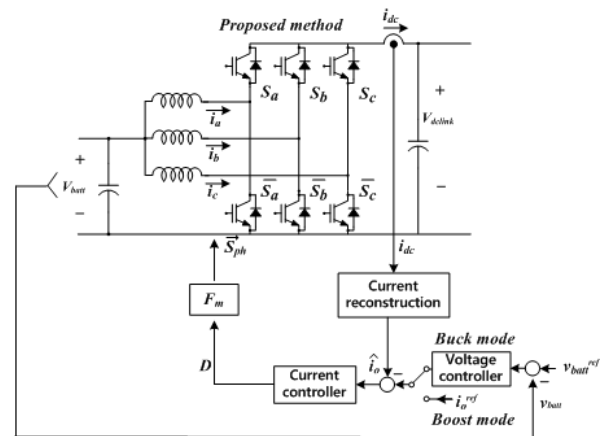 Proposed method
i_dc
S_a S_b S_c
i_a
i_b
i_c
+
V_batt
−
+
V_dclink
−
S̅_a S̅_b S̅_c
S⃗_ph
i_dc
F_m
Current
reconstruction
D
î_o
−
Current
controller
Buck mode
Voltage
controller
v_batt^ref
−
v_batt
i_o^ref
Boost mode